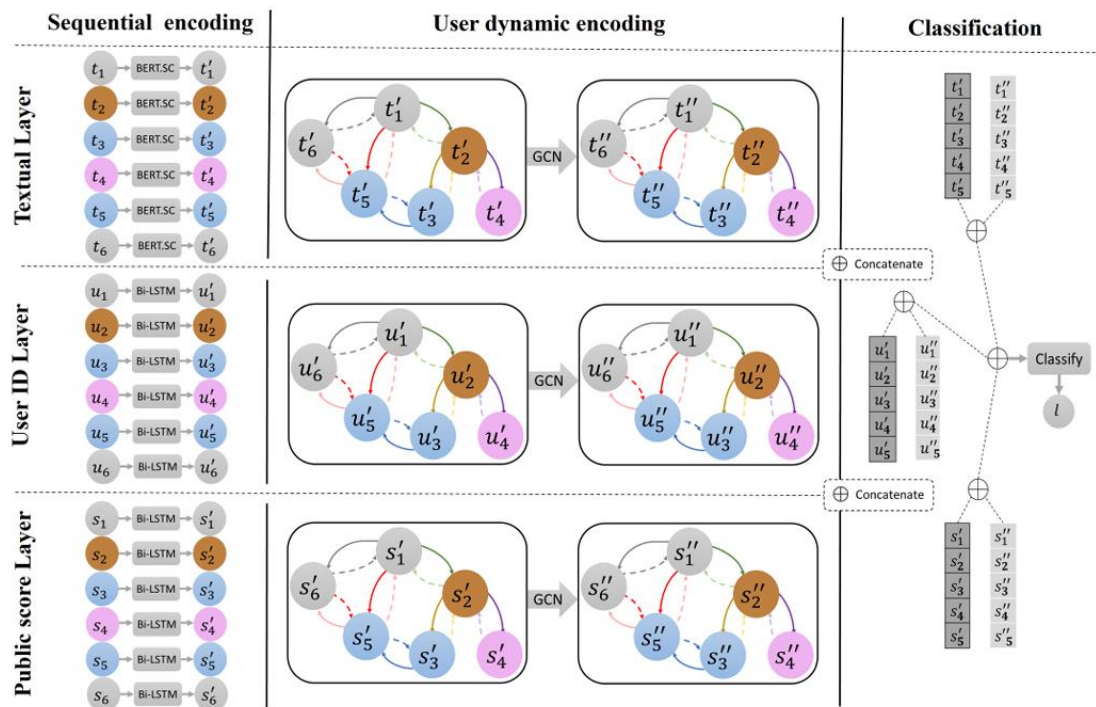 Sequential encoding
User dynamic encoding
Classification
Textual Layer
t₁ BERT.SC t′₁
t₂ BERT.SC t′₂
t₃ BERT.SC t′₃
t₄ BERT.SC t′₄
t₅ BERT.SC t′₅
t₆ BERT.SC t′₆
t′₁
t′₆
t′₂
t′₅
t′₃
t′₄
GCN
t″₁
t″₆
t″₂
t″₅
t″₃
t″₄
t′₁ t″₁
t′₂ t″₂
t′₃ t″₃
t′₄ t″₄
t′₅ t″₅
⊕ Concatenate
User ID Layer
u₁ Bi-LSTM u′₁
u₂ Bi-LSTM u′₂
u₃ Bi-LSTM u′₃
u₄ Bi-LSTM u′₄
u₅ Bi-LSTM u′₅
u₆ Bi-LSTM u′₆
u′₁
u′₆
u′₂
u′₅
u′₃
u′₄
GCN
u″₁
u″₆
u″₂
u″₅
u″₃
u″₄
u′₁ u″₁
u′₂ u″₂
u′₃ u″₃
u′₄ u″₄
u′₅ u″₅
Classify
l
⊕ Concatenate
Public score Layer
s₁ Bi-LSTM s′₁
s₂ Bi-LSTM s′₂
s₃ Bi-LSTM s′₃
s₄ Bi-LSTM s′₄
s₅ Bi-LSTM s′₅
s₆ Bi-LSTM s′₆
s′₁
s′₆
s′₂
s′₅
s′₃
s′₄
GCN
s″₁
s″₆
s″₂
s″₅
s″₃
s″₄
s′₁ s″₁
s′₂ s″₂
s′₃ s″₃
s′₄ s″₄
s′₅ s″₅